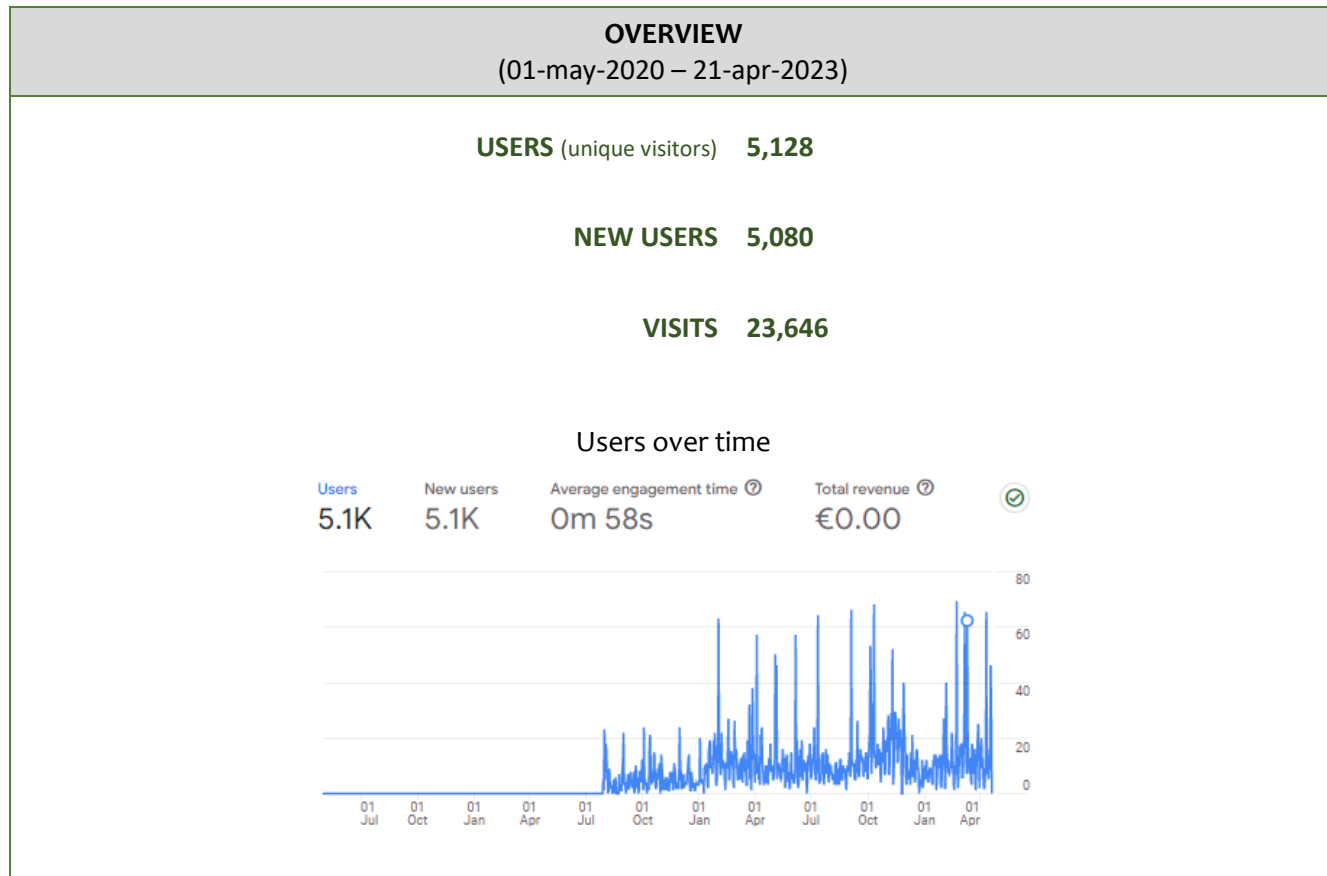 OVERVIEW
(01-may-2020 – 21-apr-2023)
USERS (unique visitors) 5,128
NEW USERS 5,080
VISITS 23,646
Users over time
Users New users Average engagement time ? Total revenue ?
5.1K 5.1K 0m 58s €0.00
80
60
40
20
0
01 01 01 01 01 01 01 01 01 01 01 01
Jul Oct Jan Apr Jul Oct Jan Apr Jul Oct Jan Apr